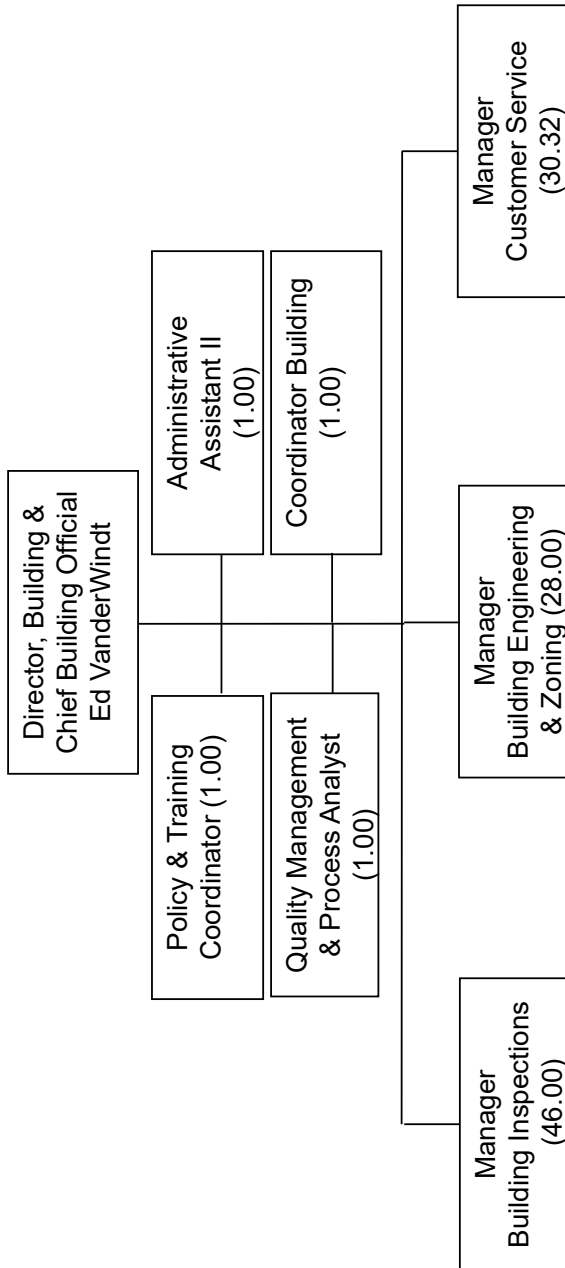 Director, Building &
Chief Building Official
Ed VanderWindt
Policy & Training
Coordinator (1.00)
Administrative
Assistant II
(1.00)
Quality Management
& Process Analyst
(1.00)
Coordinator Building
(1.00)
Manager
Building Inspections
(46.00)
Manager
Building Engineering
& Zoning (28.00)
Manager
Customer Service
(30.32)